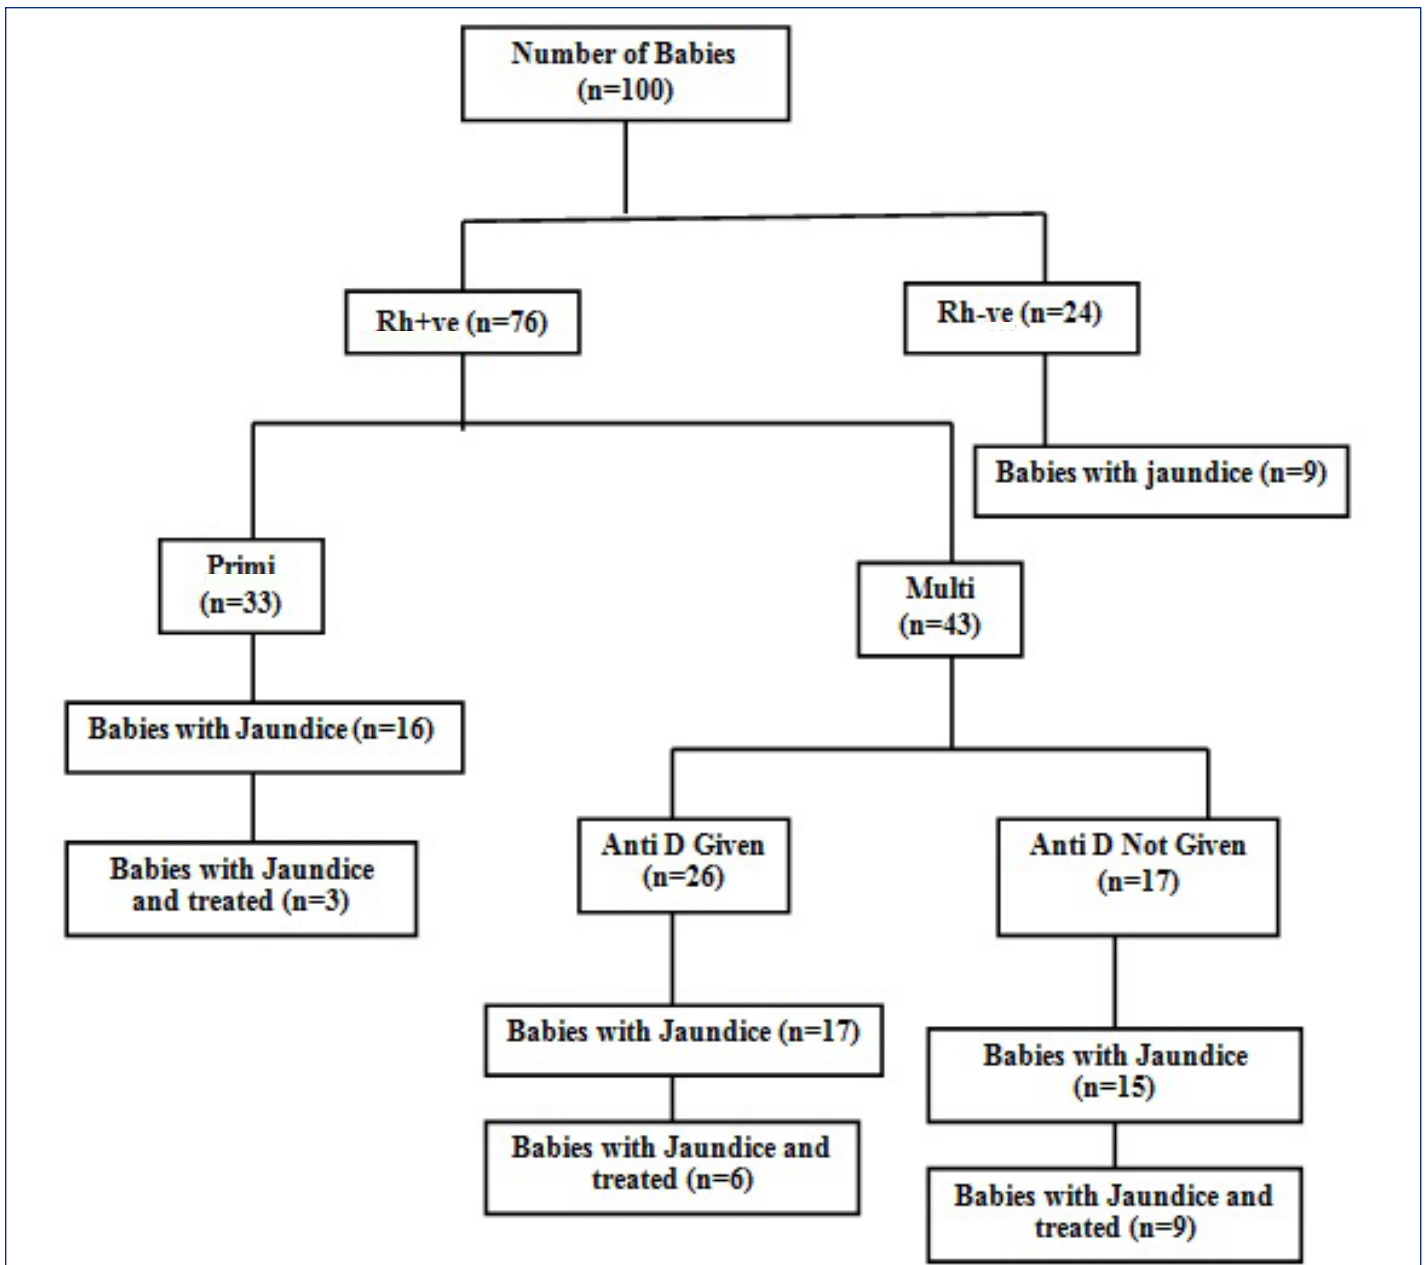 Number of Babies
(n=100)
Rh+ve (n=76)
Rh-ve (n=24)
Babies with jaundice (n=9)
Primi
(n=33)
Multi
(n=43)
Babies with Jaundice (n=16)
Babies with Jaundice
and treated (n=3)
Anti D Given
(n=26)
Anti D Not Given
(n=17)
Babies with Jaundice (n=17)
Babies with Jaundice
(n=15)
Babies with Jaundice and
treated (n=6)
Babies with Jaundice and
treated (n=9)